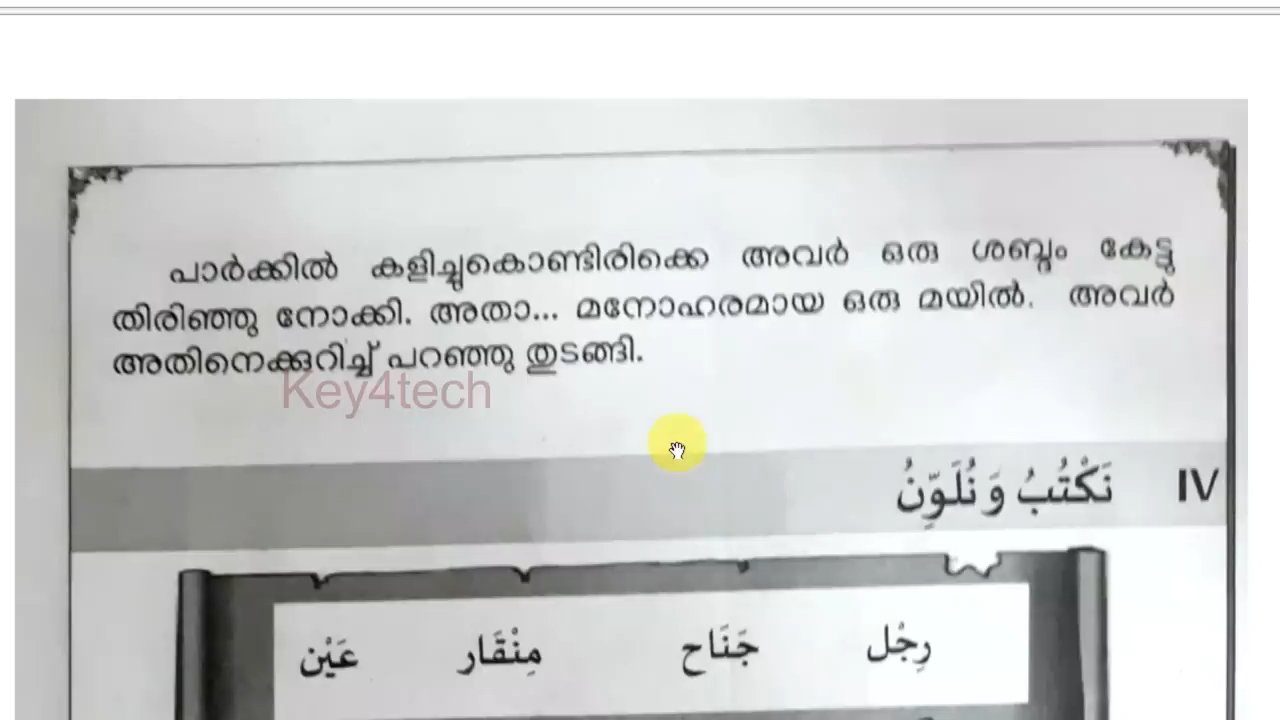 പാർക്കിൽ കളിച്ചുകൊണ്ടിരിക്കെ അവർ ഒരു ശബ്ദം കേട്ടു
തിരിഞ്ഞു നോക്കി. അതാ... മനോഹരമായ ഒരു മയിൽ. അവർ
അതിനെക്കുറിച്ച് പറഞ്ഞു തുടങ്ങി.
Key4tech
IV نَكْتُبُ وَ نُلَوِّنُ
رِجْل جَنَاح مِنْقَار عَيْن